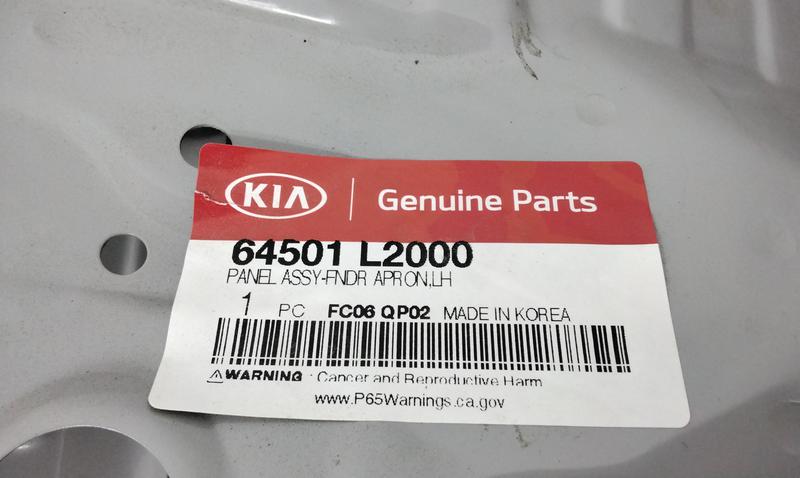 KIA Genuine Parts
64501 L2000
PANEL ASSY-FNDR APRON,LH
1 PC FC06 QP02 MADE IN KOREA
⚠WARNING : Cancer and Reproductive Harm
www.P65Warnings.ca.gov